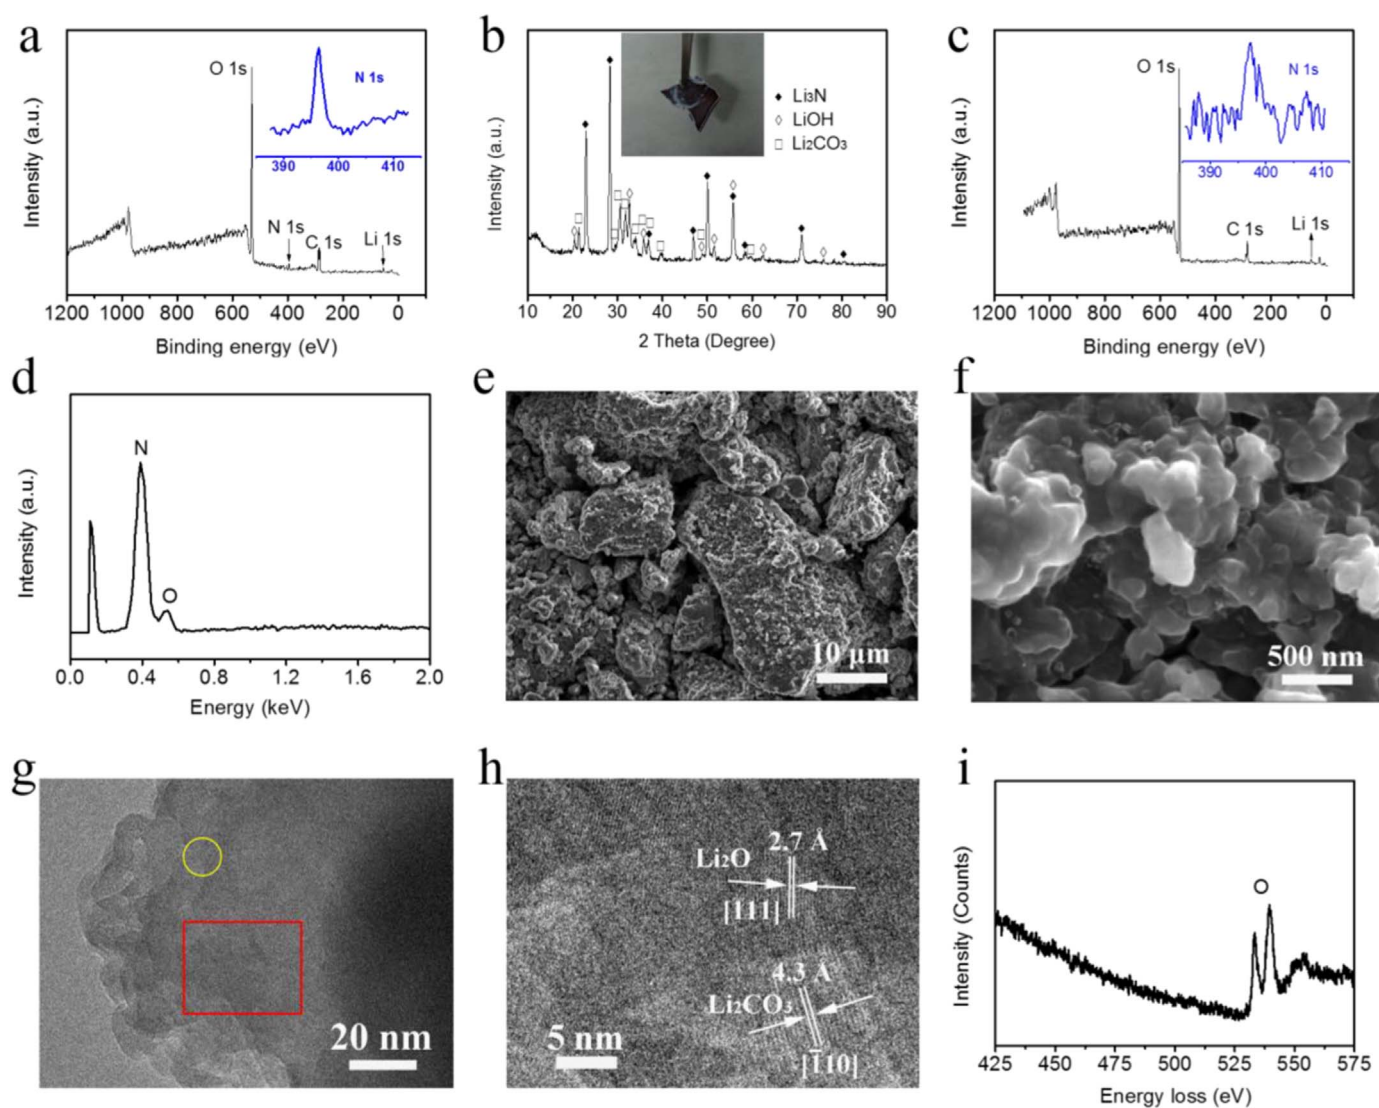 a
O 1s
N 1s
N 1s
C 1s
Li 1s
390 400 410
Intensity (a.u.)
1200 1000 800 600 400 200 0
Binding energy (eV)
b
Li₃N
LiOH
Li₂CO₃
Intensity (a.u.)
10 20 30 40 50 60 70 80 90
2 Theta (Degree)
c
O 1s
N 1s
C 1s
Li 1s
390 400 410
Intensity (a.u.)
1200 1000 800 600 400 200 0
Binding energy (eV)
d
N
O
Intensity (a.u.)
0.0 0.4 0.8 1.2 1.6 2.0
Energy (keV)
e
10 μm
f
500 nm
g
20 nm
h
2.7 Å
Li₂O
[111]
4.3 Å
Li₂CO₃
[1̅10]
5 nm
i
O
Intensity (Counts)
425 450 475 500 525 550 575
Energy loss (eV)